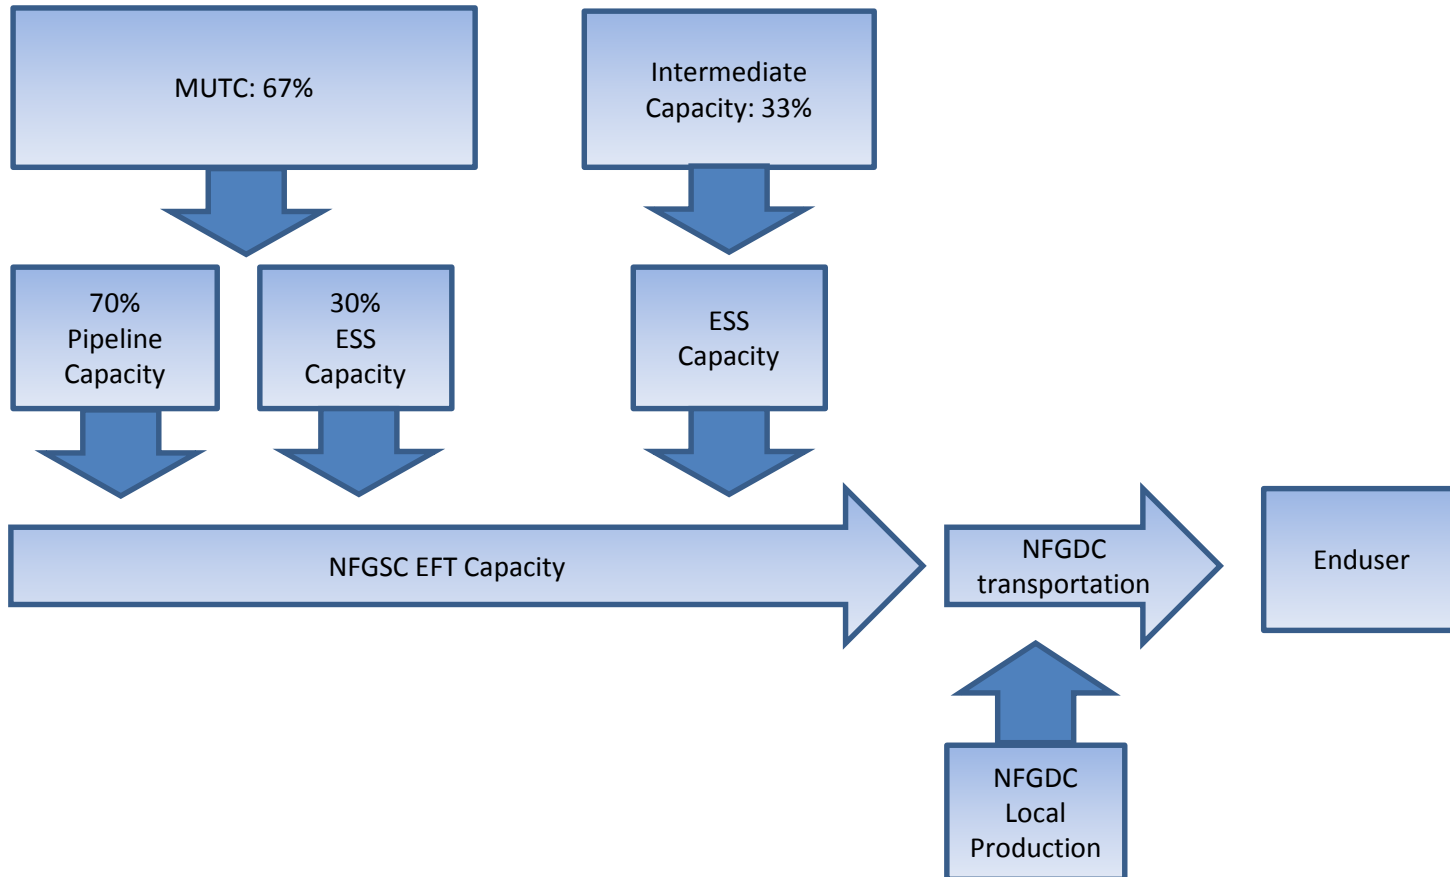 MUTC: 67%
Intermediate
Capacity: 33%
70%
Pipeline
Capacity
30%
ESS
Capacity
ESS
Capacity
NFGSC EFT Capacity
NFGDC
transportation
Enduser
NFGDC
Local
Production